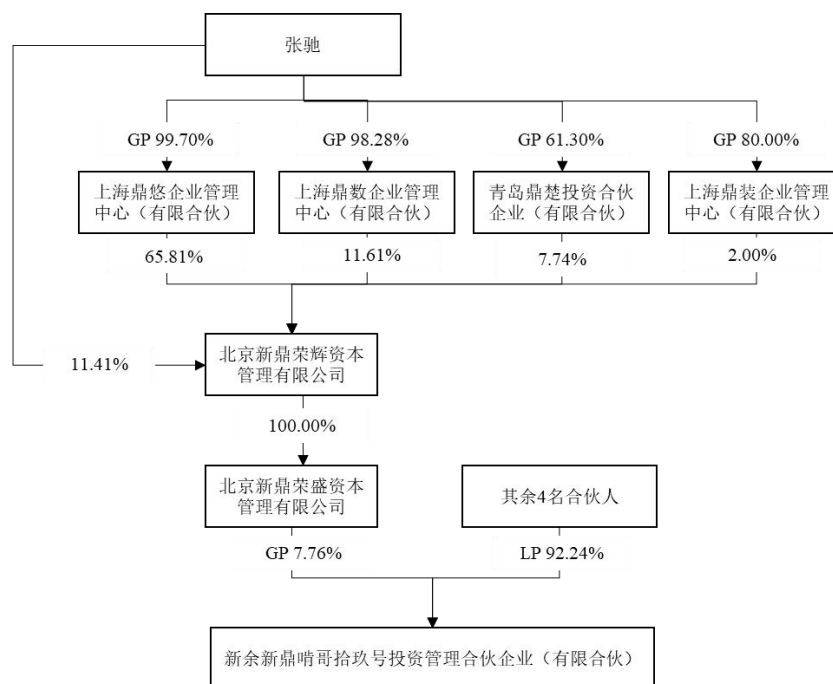 张驰
GP 99.70%
GP 98.28%
GP 61.30%
GP 80.00%
上海鼎悠企业管理
中心（有限合伙）
上海鼎数企业管理
中心（有限合伙）
青岛鼎楚投资合伙
企业（有限合伙）
上海鼎装企业管理
中心（有限合伙）
65.81%
11.61%
7.74%
2.00%
11.41%
北京新鼎荣辉资本
管理有限公司
100.00%
北京新鼎荣盛资本
管理有限公司
其余4名合伙人
GP 7.76%
LP 92.24%
新余新鼎啃哥拾玖号投资管理合伙企业（有限合伙）